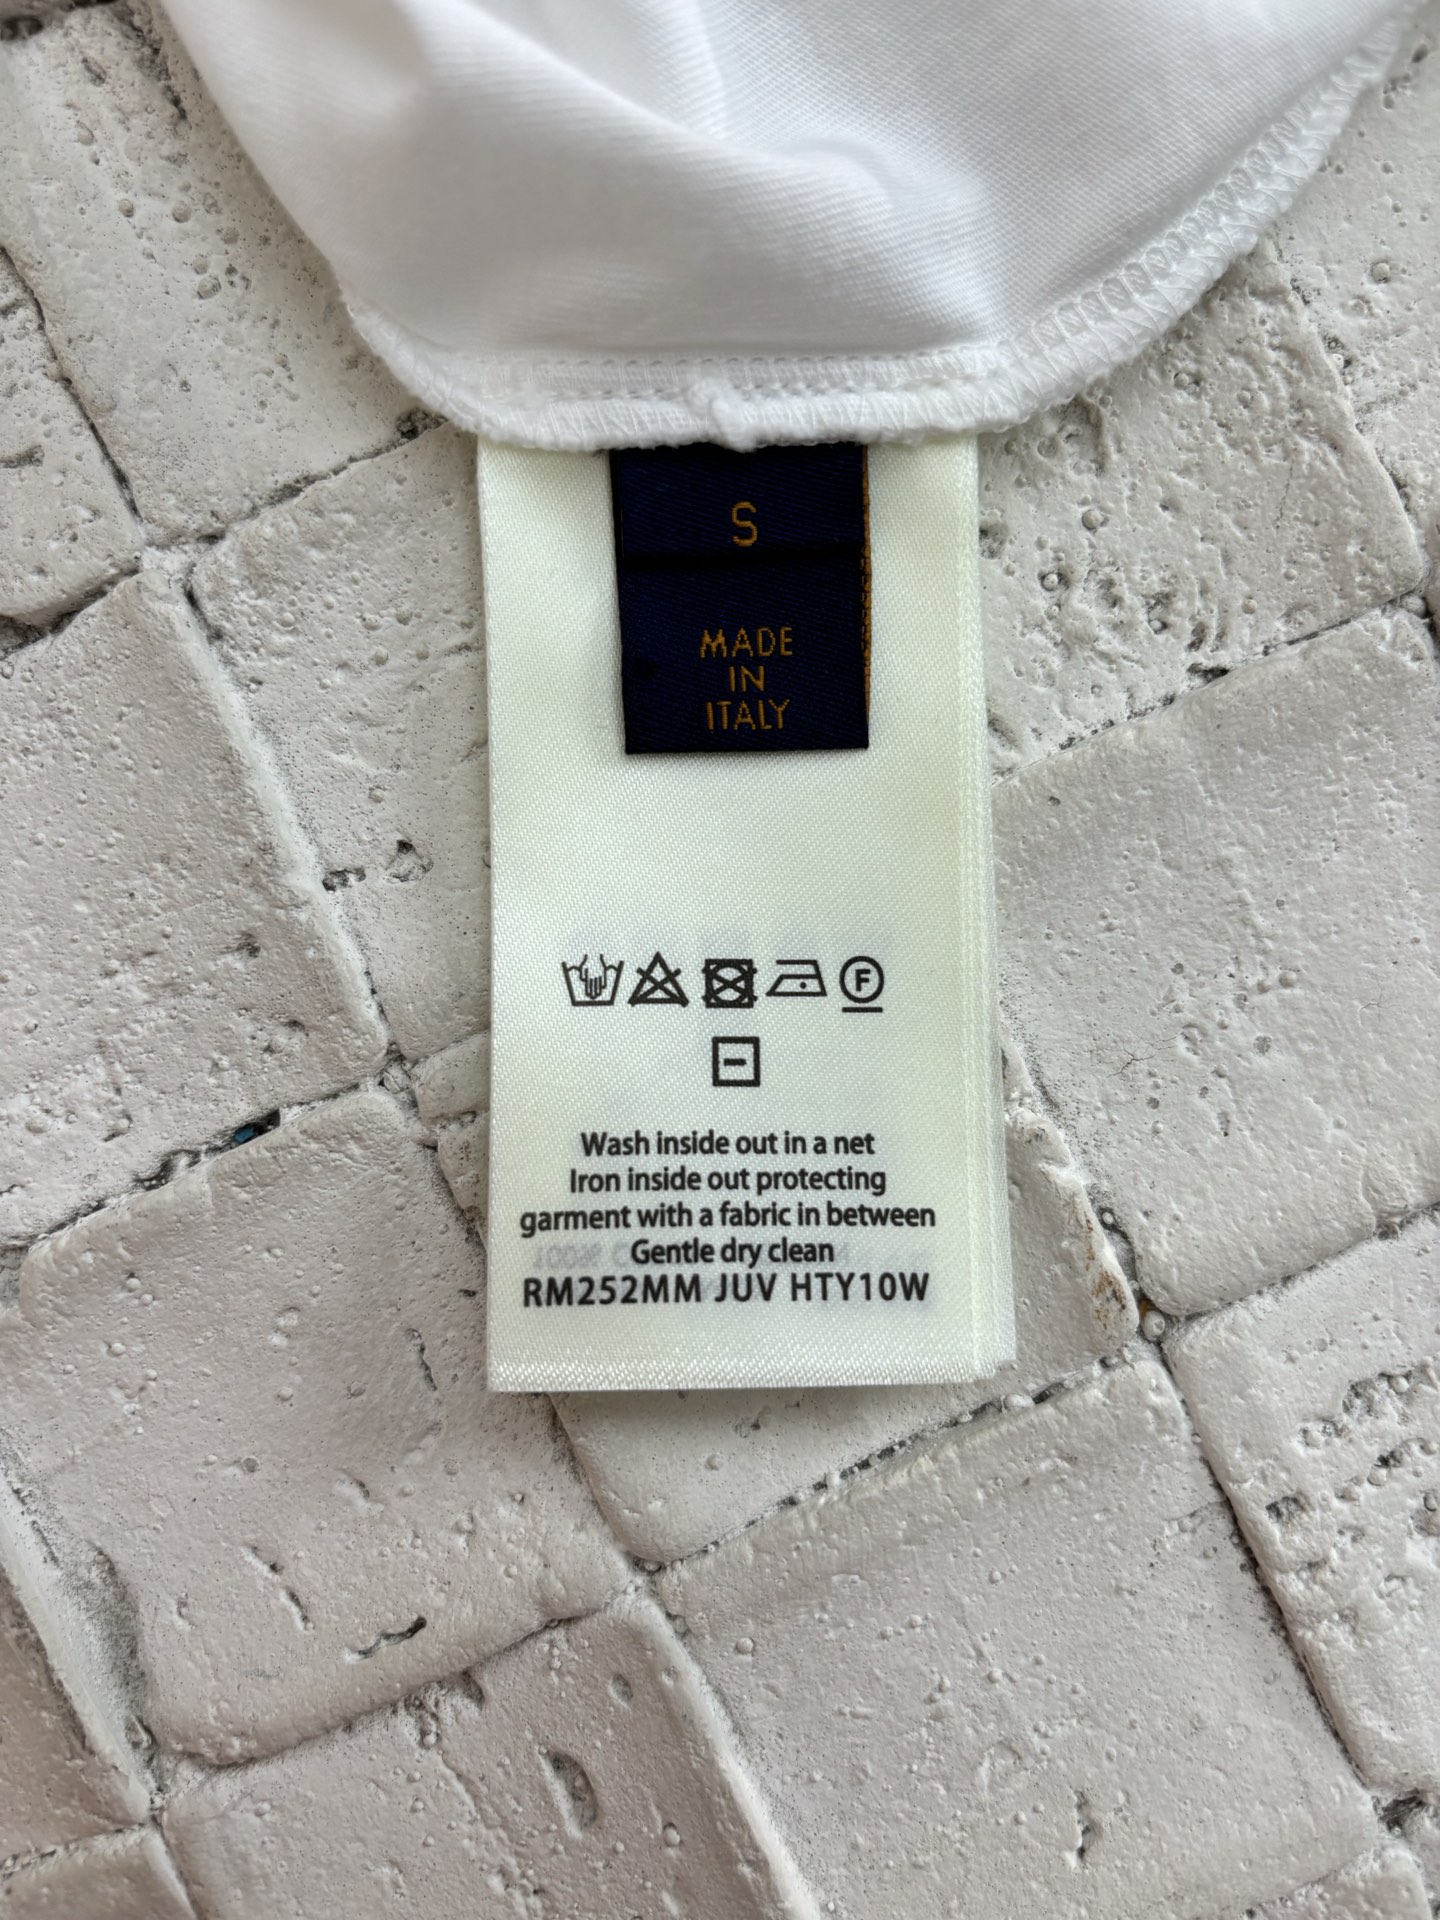 S
MADE
IN
ITALY
F
Wash inside out in a net
Iron inside out protecting
garment with a fabric in between
Gentle dry clean
RM252MM JUV HTY10W